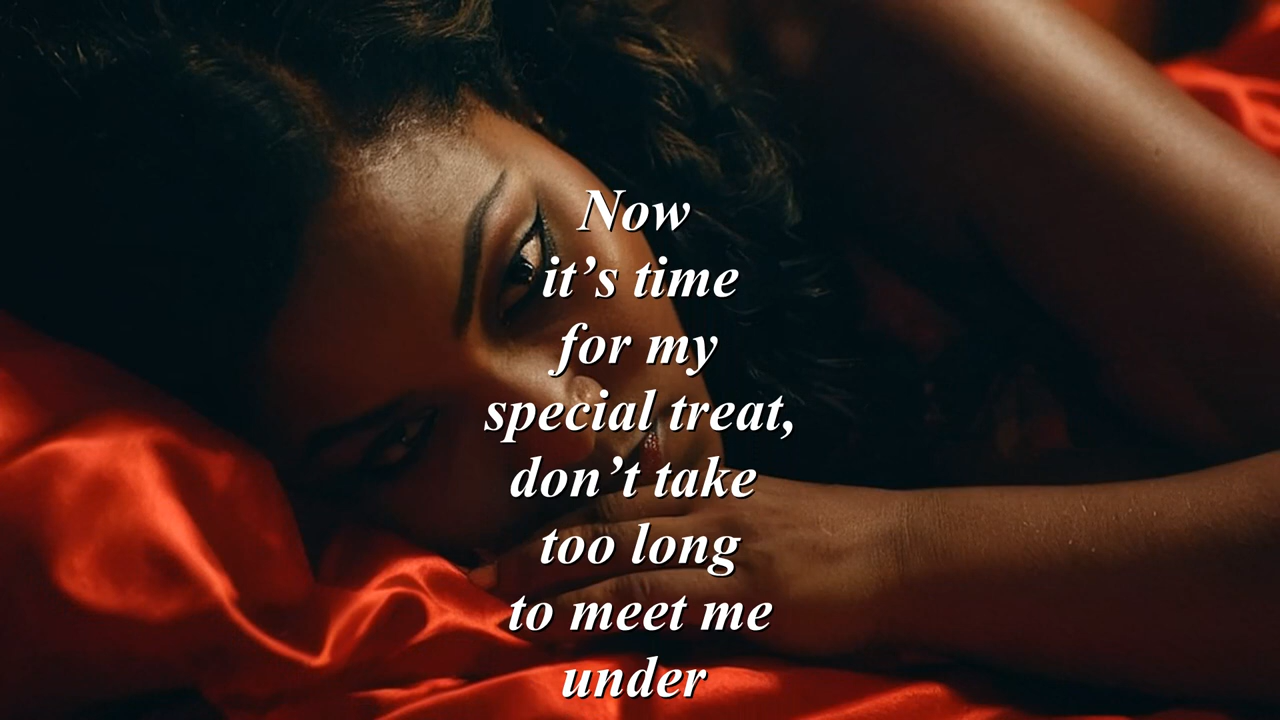 Now
it’s time
for my
special treat,
don’t take
too long
to meet me
under